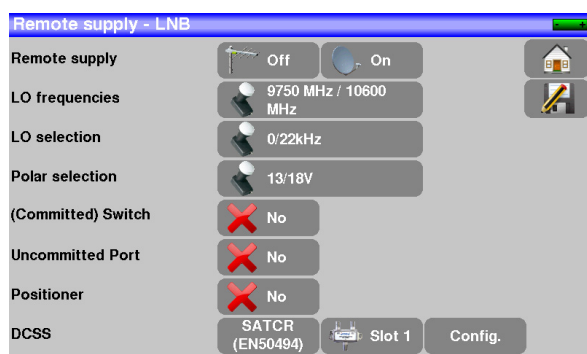 Remote supply - LNB
Remote supply Off On
LO frequencies 9750 MHz / 10600
MHz
LO selection 0/22kHz
Polar selection 13/18V
(Committed) Switch No
Uncommitted Port No
Positioner No
DCSS SATCR
(EN50494) Slot 1 Config.